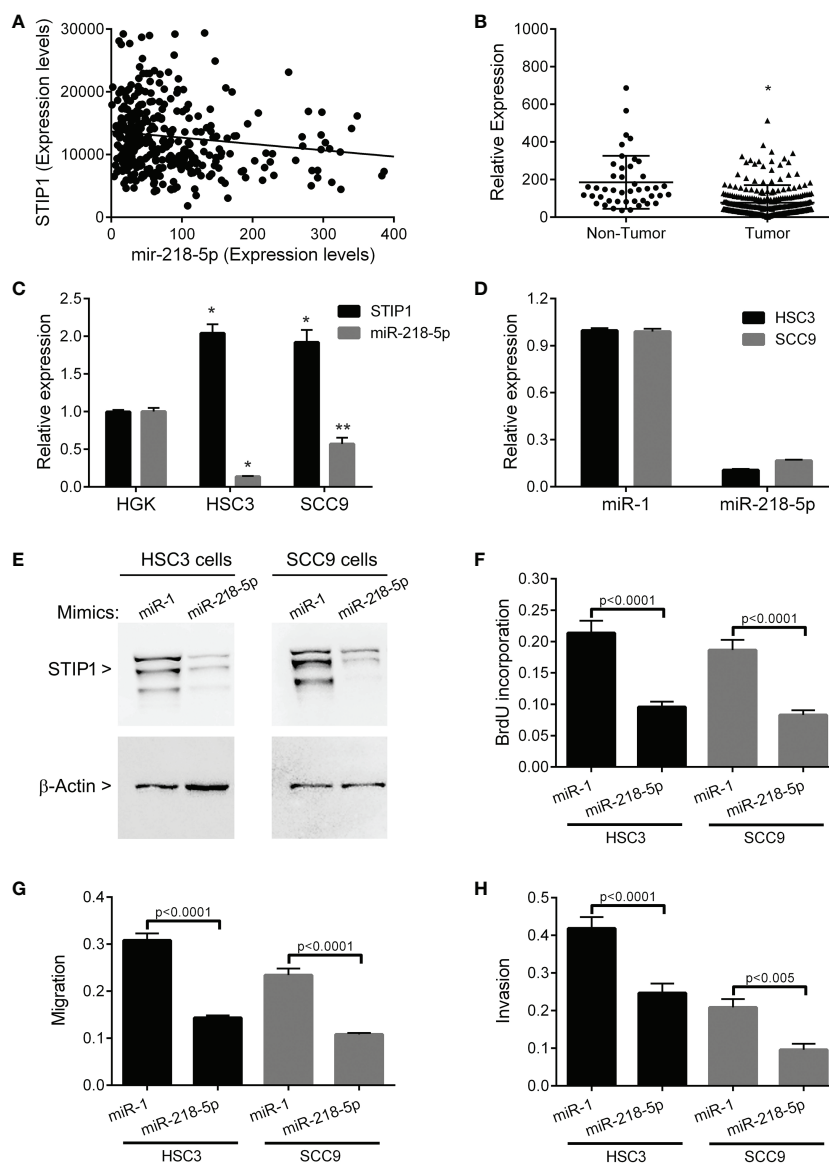 A
STIP1 (Expression levels)
30000
20000
10000
0
0 100 200 300 400
mir-218-5p (Expression levels)
B
Relative Expression
1000
800
600
400
200
0
*
Non-Tumor Tumor
C
Relative expression
2.5
2.0
1.5
1.0
0.5
0.0
* *
* **
STIP1
miR-218-5p
HGK HSC3 SCC9
D
Relative expression
1.2
0.9
0.6
0.3
0.0
HSC3
SCC9
miR-1 miR-218-5p
E
HSC3 cells SCC9 cells
Mimics: miR-1 miR-218-5p miR-1 miR-218-5p
STIP1 >
β-Actin >
F
BrdU incorporation
0.30
0.25
0.20
0.15
0.10
0.05
0.00
p<0.0001
p<0.0001
miR-1 miR-218-5p miR-1 miR-218-5p
HSC3 SCC9
G
Migration
0.4
0.3
0.2
0.1
0.0
p<0.0001
p<0.0001
miR-1 miR-218-5p miR-1 miR-218-5p
HSC3 SCC9
H
Invasion
0.5
0.4
0.3
0.2
0.1
0.0
p<0.0001
p<0.005
miR-1 miR-218-5p miR-1 miR-218-5p
HSC3 SCC9